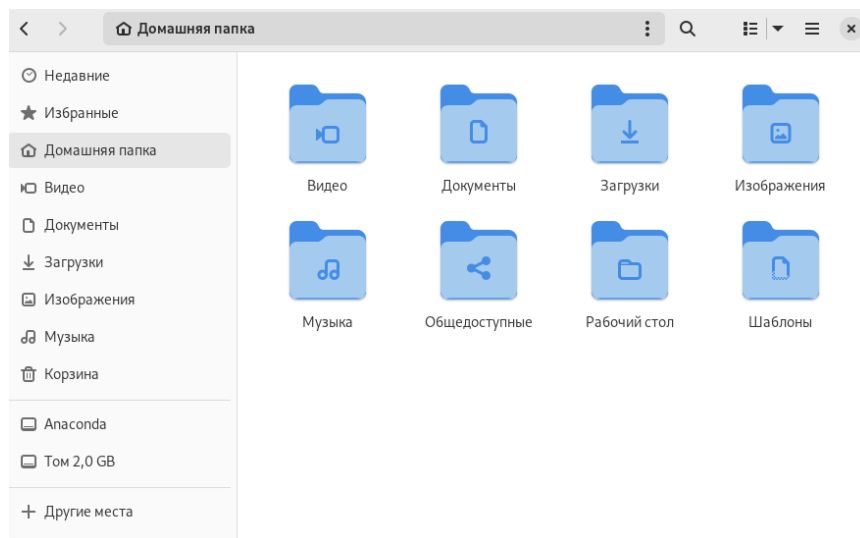 Домашняя папка
Недавние
Избранные
Домашняя папка
Видео
Документы
Загрузки
Изображения
Музыка
Корзина
Anaconda
Том 2,0 GB
Другие места
Видео
Документы
Загрузки
Изображения
Музыка
Общедоступные
Рабочий стол
Шаблоны